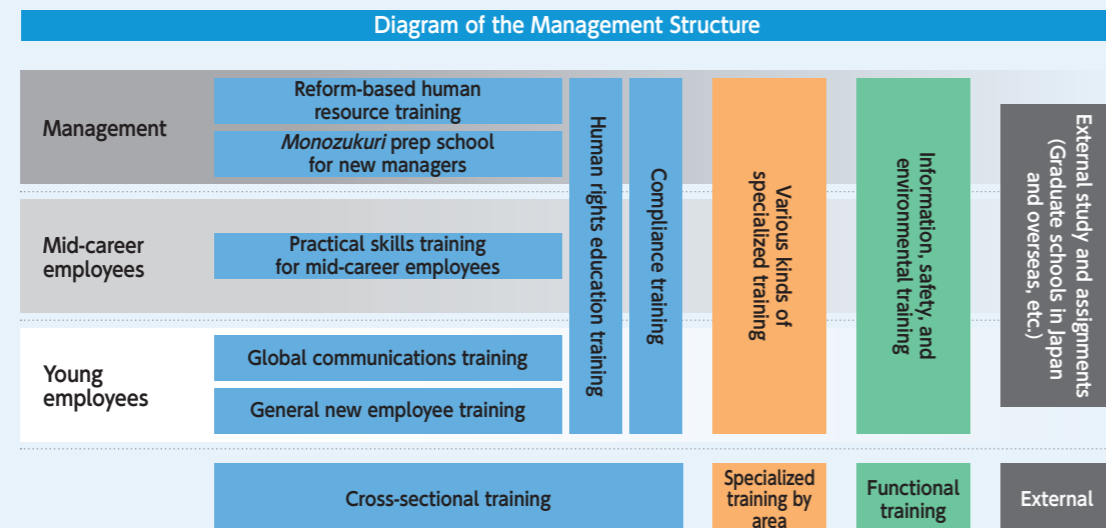 Diagram of the Management Structure
Management
Reform-based human
resource training
Monozukuri prep school
for new managers
Mid-career
employees
Practical skills training
for mid-career employees
Young
employees
Global communications training
General new employee training
Human rights education training
Compliance training
Various kinds of
specialized training
Information, safety, and
environmental training
External study and assignments
(Graduate schools in Japan
and overseas, etc.)
Cross-sectional training
Specialized
training by
area
Functional
training
External